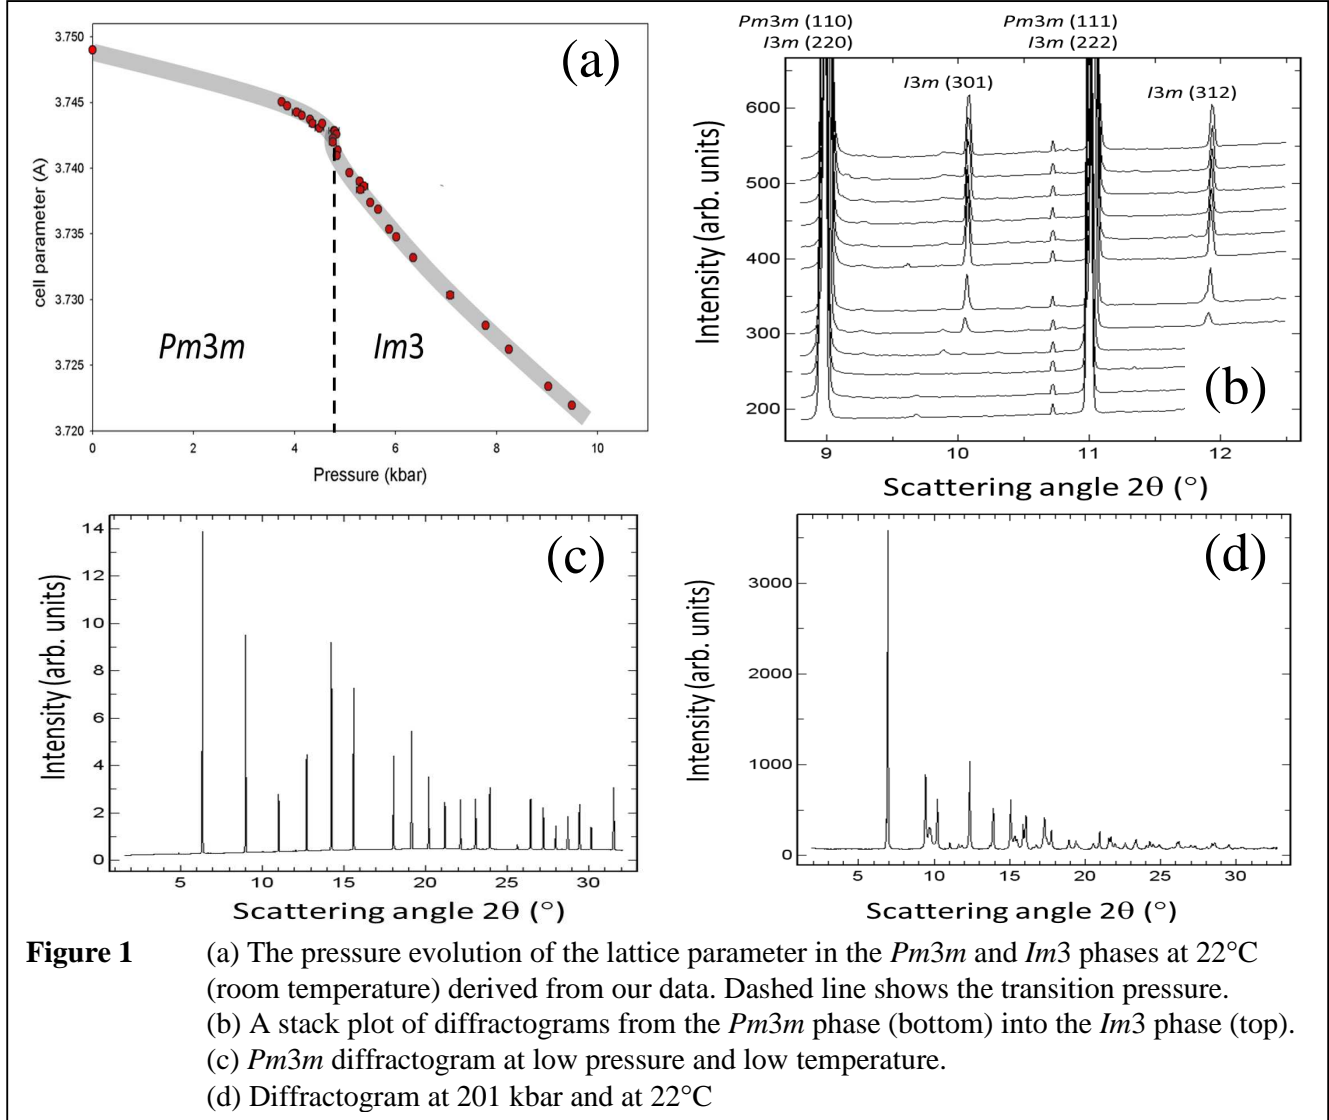 (a)
3.750
3.745
3.740
3.735
3.730
3.725
3.720
cell parameter (A)
Pm3m
Im3
0 2 4 6 8 10
Pressure (kbar)
Pm3m (110)
I3m (220)
Pm3m (111)
I3m (222)
I3m (301)
I3m (312)
600
500
400
300
200
Intensity (arb. units)
(b)
9 10 11 12
Scattering angle 2θ (°)
(c)
14
12
10
8
6
4
2
0
Intensity (arb. units)
5 10 15 20 25 30
Scattering angle 2θ (°)
(d)
3000
2000
1000
0
Intensity (arb. units)
5 10 15 20 25 30
Scattering angle 2θ (°)
Figure 1 (a) The pressure evolution of the lattice parameter in the Pm3m and Im3 phases at 22°C
(room temperature) derived from our data. Dashed line shows the transition pressure.
(b) A stack plot of diffractograms from the Pm3m phase (bottom) into the Im3 phase (top).
(c) Pm3m diffractogram at low pressure and low temperature.
(d) Diffractogram at 201 kbar and at 22°C